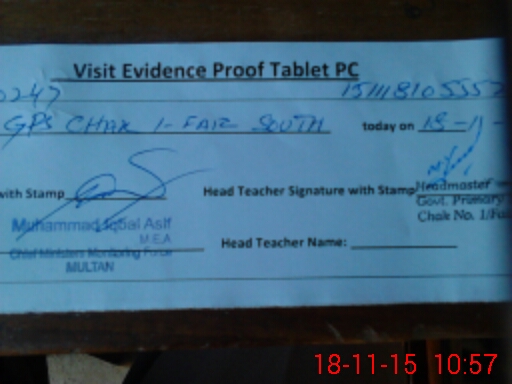 Visit Evidence Proof Tablet PC
0247
GPS CHAK 1-FAIZ SOUTH today on 18-11-
with Stamp Head Teacher Signature with Stamp
Headmaster
Govt. Primary
Chak No. 1/Fai
Muhammad Iqbal Asif
M.E.A
Chief Ministers Monitoring Force
MULTAN
Head Teacher Name:
18-11-15 10:57